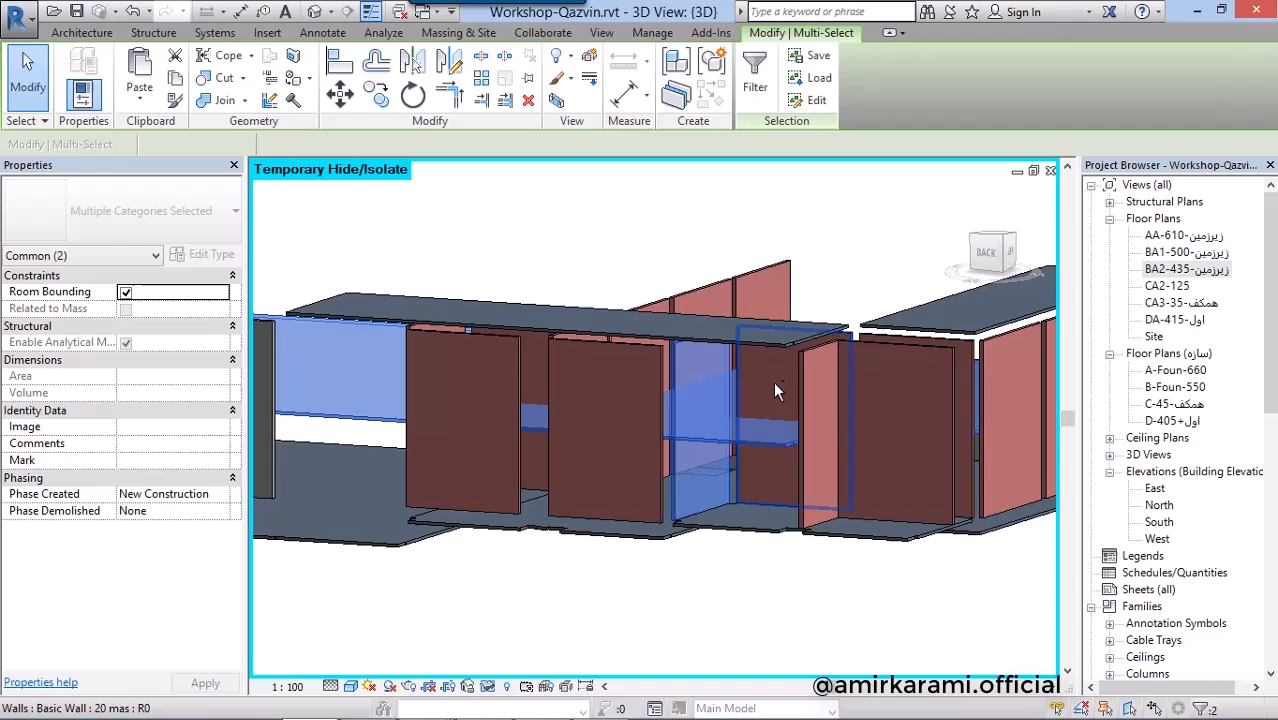 Workshop-Qazvin.rvt - 3D View: {3D}
Type a keyword or phrase
Sign In
Architecture Structure Systems Insert Annotate Analyze Massing & Site Collaborate View Manage Add-Ins Modify | Multi-Select
Modify
Paste
Cope
Cut
Join
Filter
Save
Load
Edit
Select Properties Clipboard Geometry Modify View Measure Create Selection
Modify | Multi-Select
Properties
Multiple Categories Selected
Common (2)
Edit Type
Constraints
Room Bounding
Related to Mass
Structural
Enable Analytical M...
Dimensions
Area
Volume
Identity Data
Image
Comments
Mark
Phasing
Phase Created New Construction
Phase Demolished None
Properties help
Apply
Temporary Hide/Isolate
BACK
1 : 100
Project Browser - Workshop-Qazvi...
Views (all)
Structural Plans
Floor Plans
AA-610-زیرزمین
BA1-500-زیرزمین
BA2-435-زیرزمین
CA2-125
CA3-35-همکف
DA-415-اول
Site
Floor Plans (سازه)
A-Foun-660
B-Foun-550
C-45-همکف
D-405+اول
Ceiling Plans
3D Views
Elevations (Building Elevatio
East
North
South
West
Legends
Schedules/Quantities
Sheets (all)
Families
Annotation Symbols
Cable Trays
Ceilings
Columns
@amirkarami.official
Walls : Basic Wall : 20 mas : R0
:0
Main Model
:2